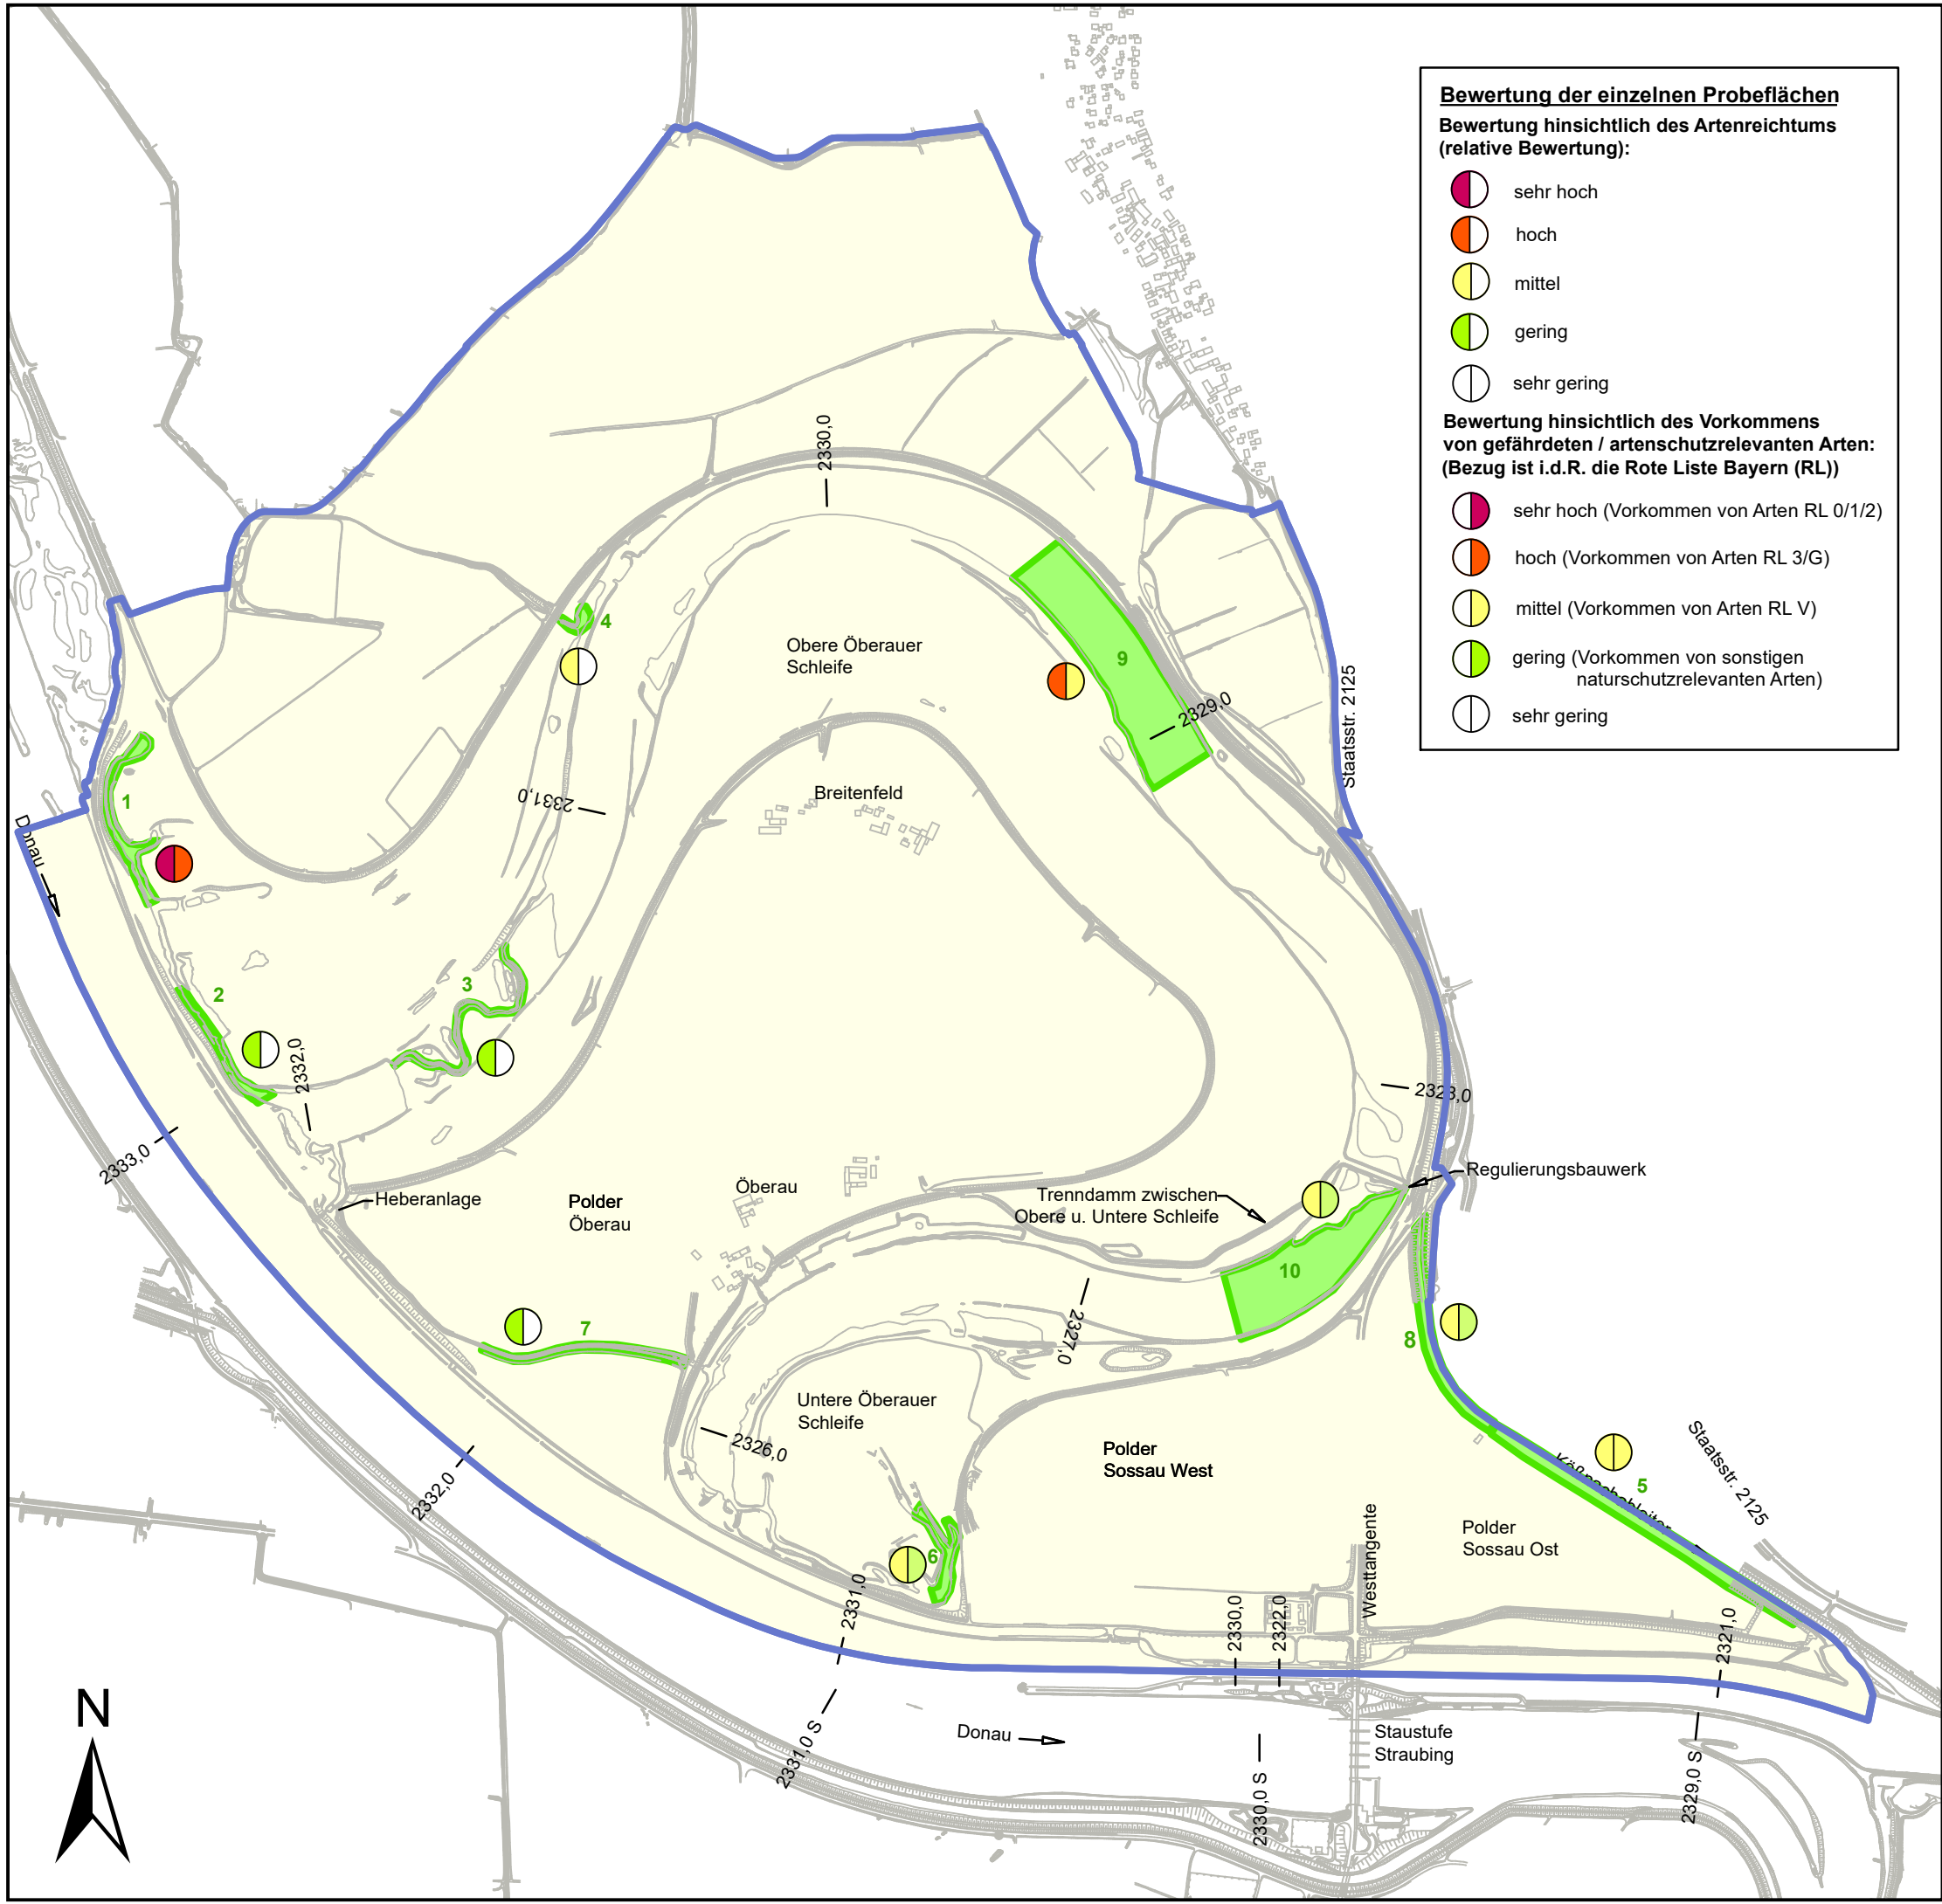 Bewertung der einzelnen Probeflächen
Bewertung hinsichtlich des Artenreichtums
(relative Bewertung):
sehr hoch
hoch
mittel
gering
sehr gering
Bewertung hinsichtlich des Vorkommens
von gefährdeten / artenschutzrelevanten Arten:
(Bezug ist i.d.R. die Rote Liste Bayern (RL))
sehr hoch (Vorkommen von Arten RL 0/1/2)
hoch (Vorkommen von Arten RL 3/G)
mittel (Vorkommen von Arten RL V)
gering (Vorkommen von sonstigen
naturschutzrelevanten Arten)
sehr gering
2330,0
4
Obere Öberauer
Schleife
9
2329,0
Staatsstr. 2125
1
2331,0
Breitenfeld
Donau
2
3
2332,0
2328,0
2333,0
Heberanlage
Polder
Öberau
Öberau
Trenndamm zwischen
Obere u. Untere Schleife
Regulierungsbauwerk
10
7
2327,0
8
Untere Öberauer
Schleife
2326,0
Polder
Sossau West
2332,0
5
Staatsstr. 2125
Polder
Sossau Ost
Westtangente
6
2331,0
2330,0
2322,0
2321,0
N
2331,0 S
Donau
Staustufe
Straubing
2330,0 S
2329,0 S